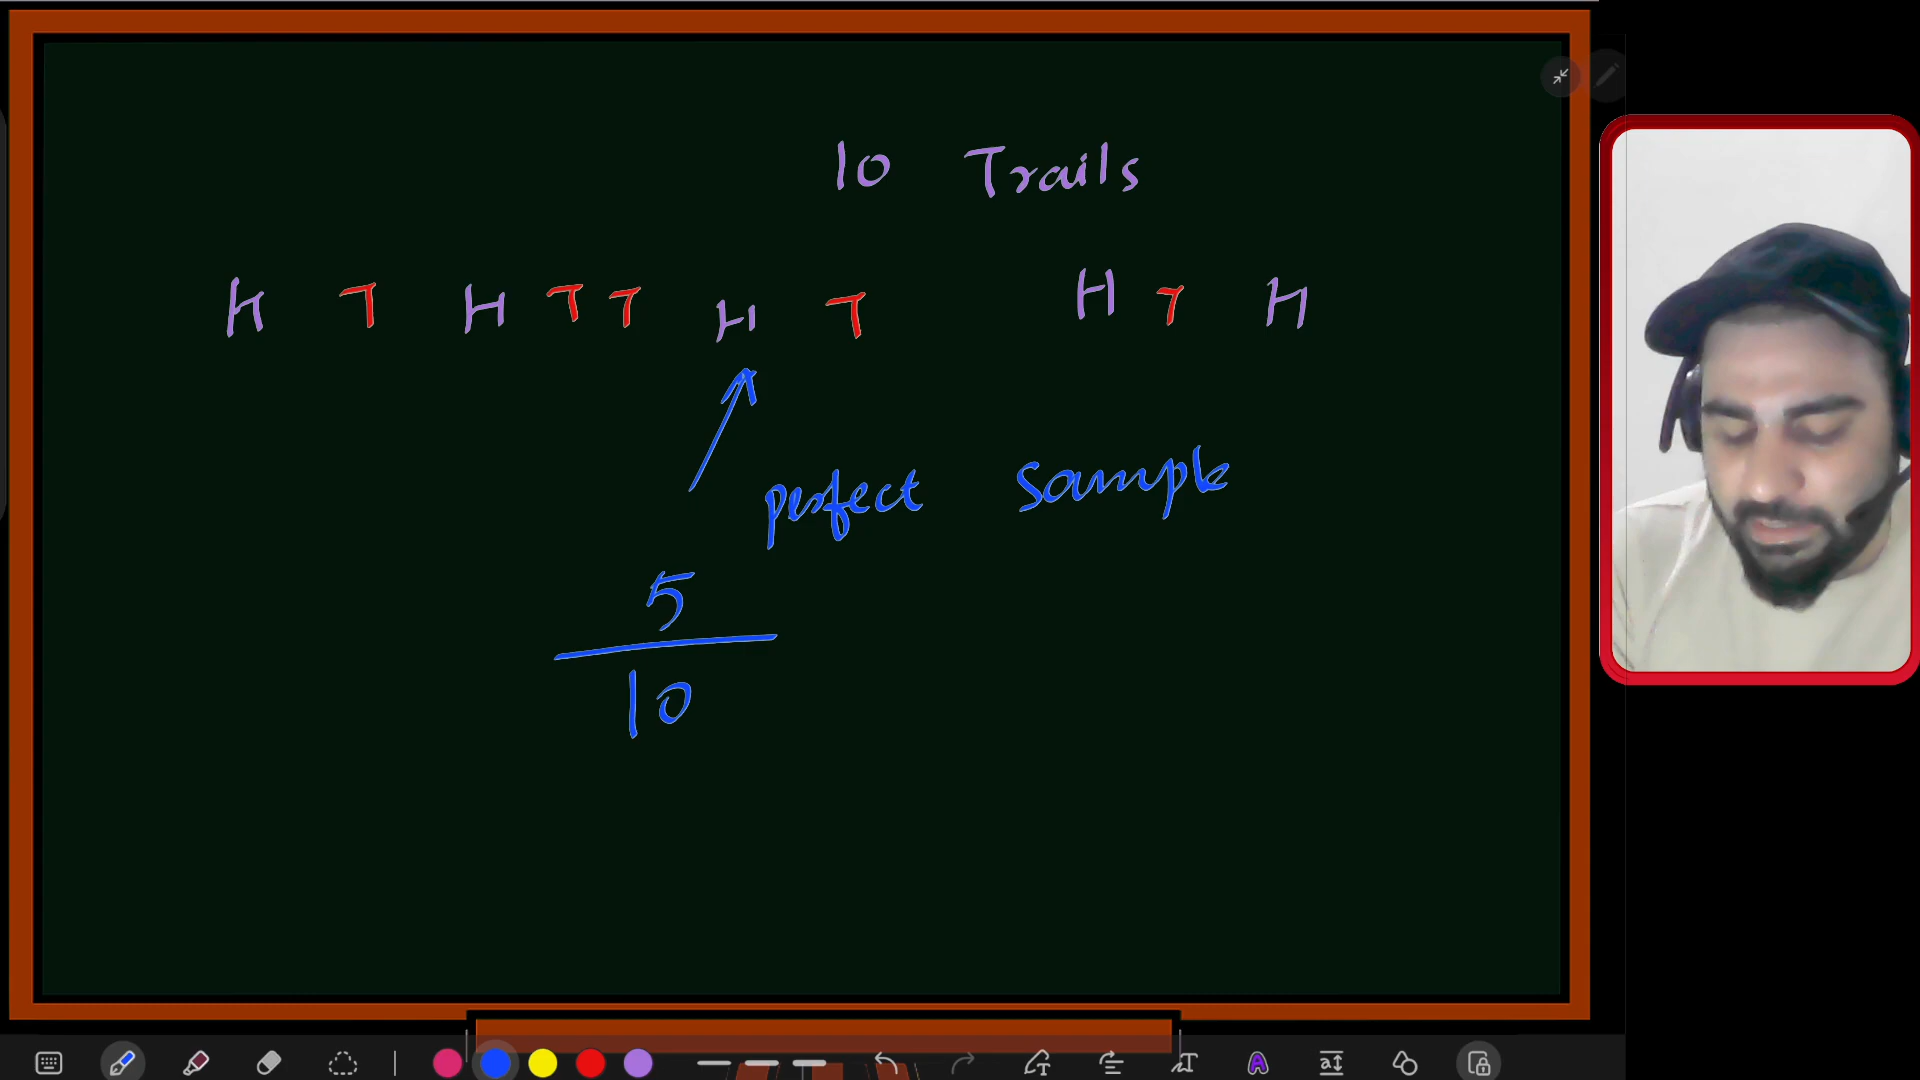 10 Trails
H T H T T H T H T H
perfect sample
5
10